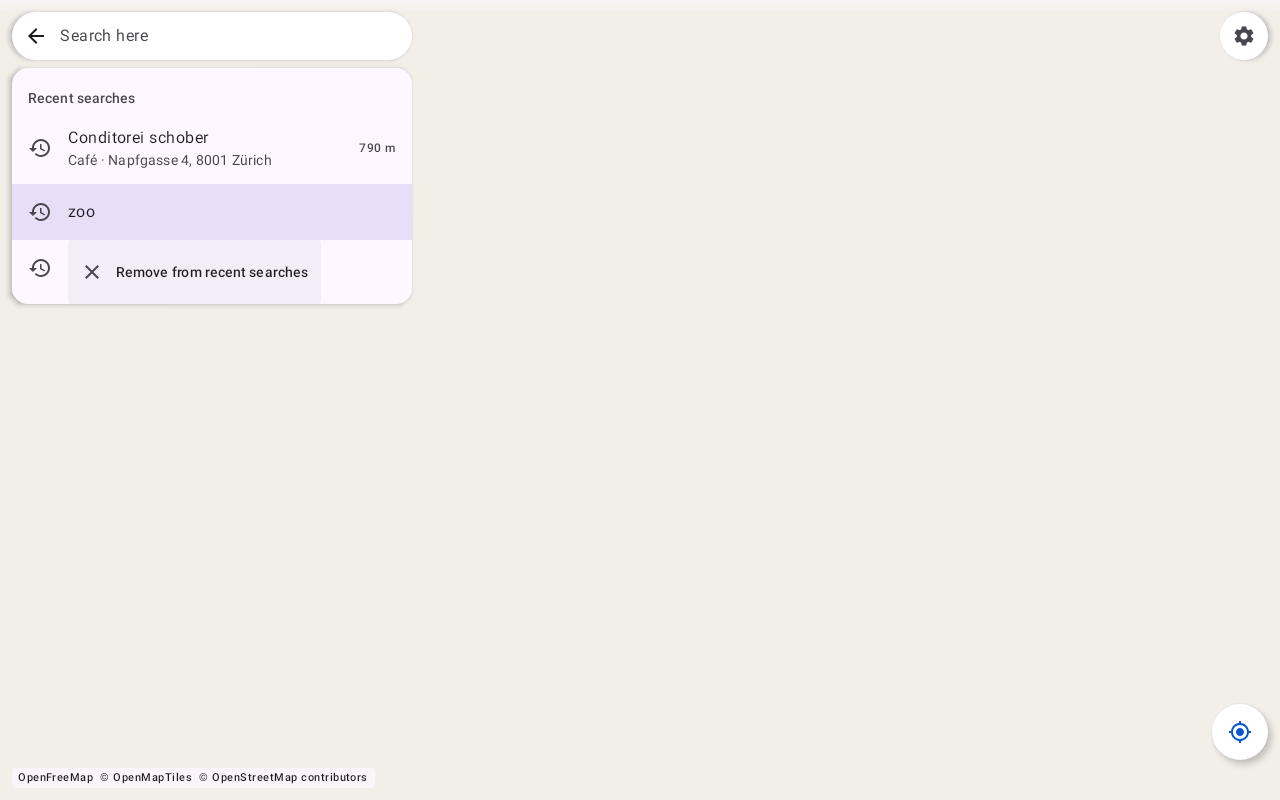 Search here
Recent searches
Conditorei schober
790 m
Café · Napfgasse 4, 8001 Zürich
zoo
Remove from recent searches
OpenFreeMap © OpenMapTiles © OpenStreetMap contributors